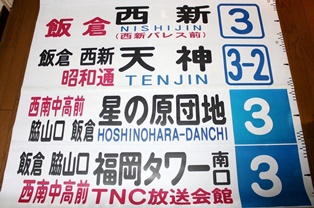 飯倉 西新 3
NISHIJIN
(西新パレス前)
飯倉 西新 天神 3-2
昭和通 TENJIN
西南中高前 星の原団地 3
脇山口 飯倉 HOSHINOHARA-DANCHI
飯倉 脇山口 福岡タワー南口 3
西南中高前 TNC放送会館